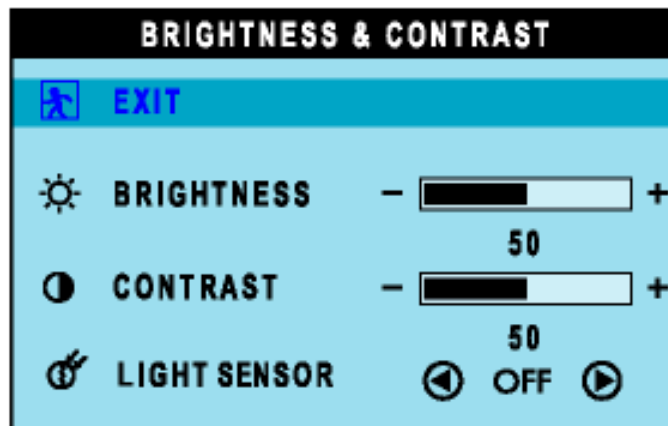 BRIGHTNESS & CONTRAST
EXIT
BRIGHTNESS - +
50
CONTRAST - +
50
LIGHT SENSOR OFF